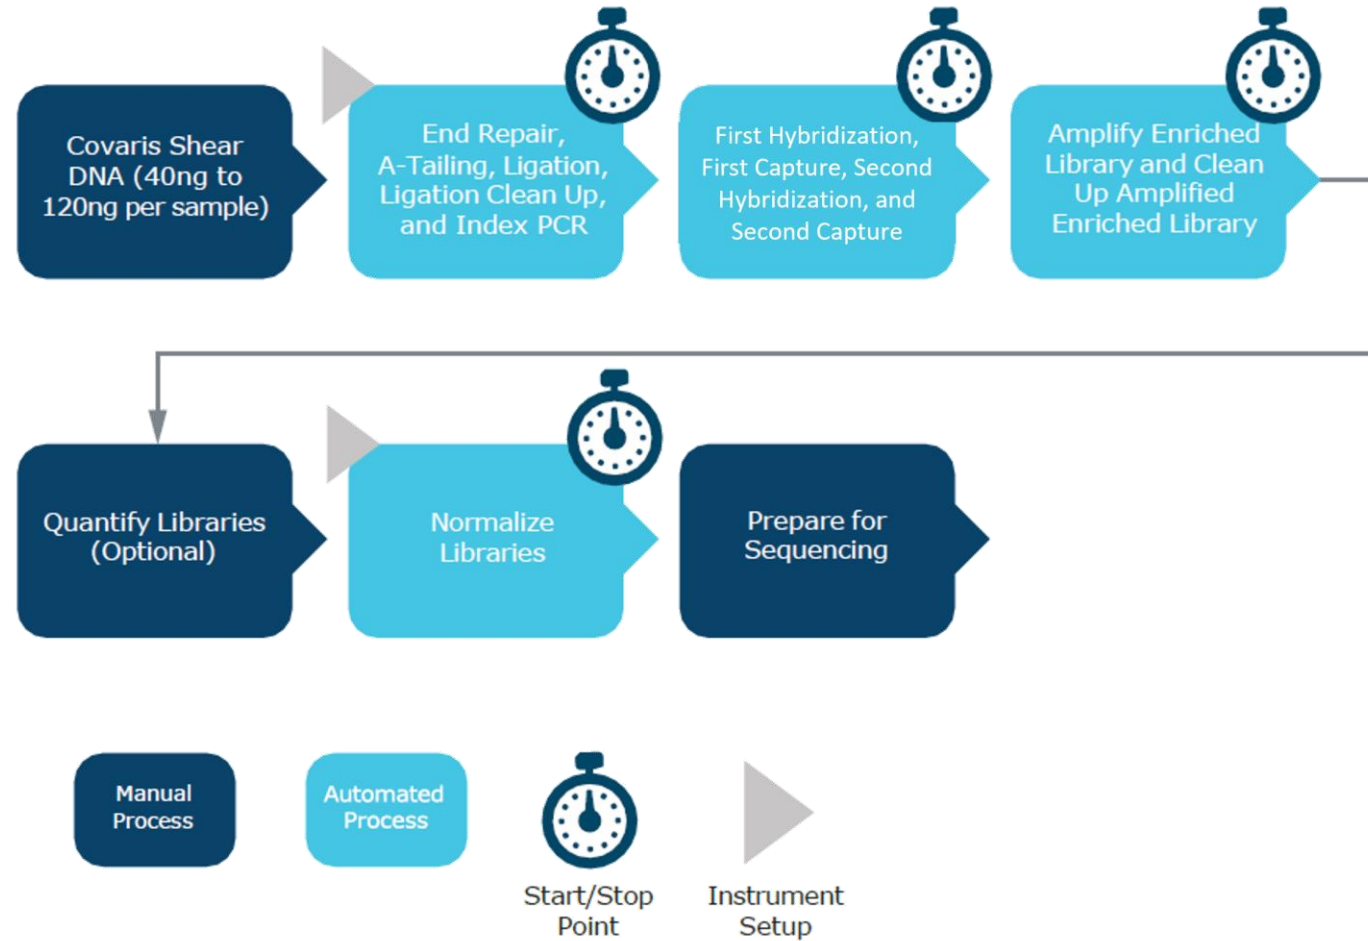 Covaris Shear
DNA (40ng to
120ng per sample)
End Repair,
A-Tailing, Ligation,
Ligation Clean Up,
and Index PCR
First Hybridization,
First Capture, Second
Hybridization, and
Second Capture
Amplify Enriched
Library and Clean
Up Amplified
Enriched Library
Quantify Libraries
(Optional)
Normalize
Libraries
Prepare for
Sequencing
Manual
Process
Automated
Process
Start/Stop
Point
Instrument
Setup